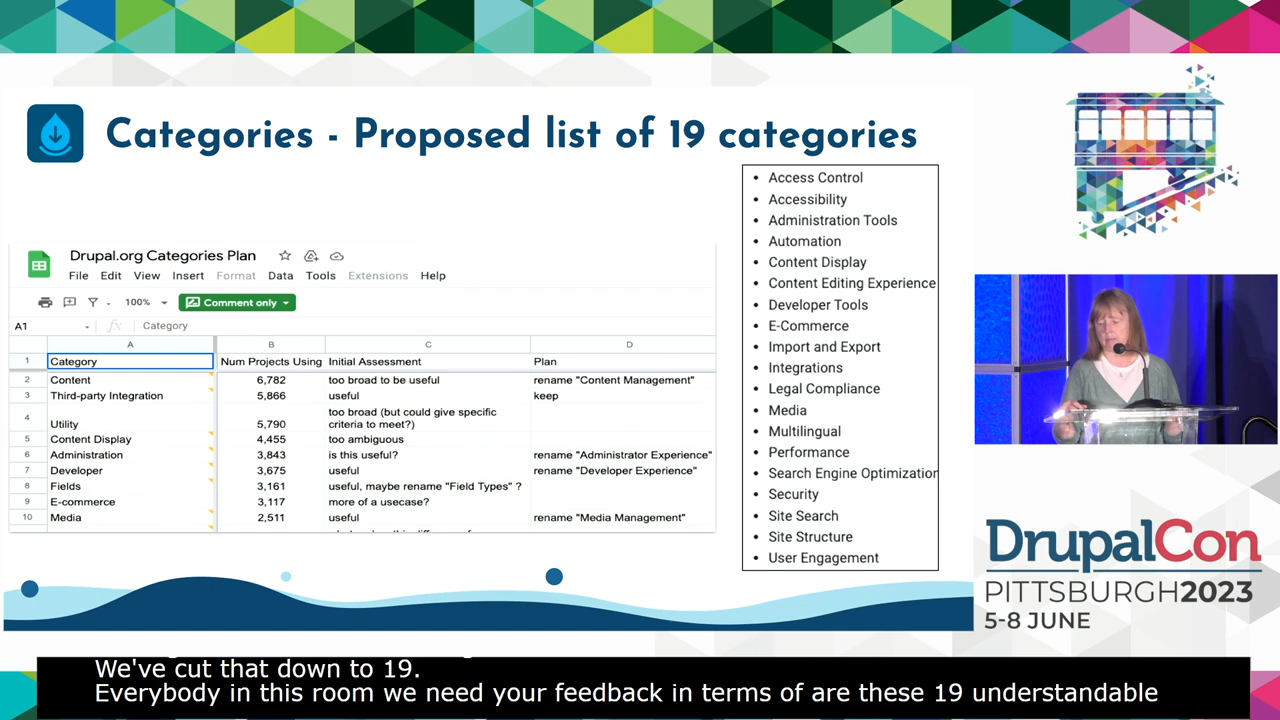 Categories - Proposed list of 19 categories
Drupal.org Categories Plan
File Edit View Insert Format Data Tools Extensions Help
100% Comment only
A1 fx Category
A B C D
1 Category Num Projects Using Initial Assessment Plan
2 Content 6,782 too broad to be useful rename "Content Management"
3 Third-party Integration 5,866 useful keep
too broad (but could give specific
4 Utility 5,790 criteria to meet?)
5 Content Display 4,455 too ambiguous
6 Administration 3,843 is this useful? rename "Administrator Experience"
7 Developer 3,675 useful rename "Developer Experience"
8 Fields 3,161 useful, maybe rename "Field Types" ?
9 E-commerce 3,117 more of a usecase?
10 Media 2,511 useful rename "Media Management"
• Access Control
• Accessibility
• Administration Tools
• Automation
• Content Display
• Content Editing Experience
• Developer Tools
• E-Commerce
• Import and Export
• Integrations
• Legal Compliance
• Media
• Multilingual
• Performance
• Search Engine Optimization
• Security
• Site Search
• Site Structure
• User Engagement
DrupalCon
PITTSBURGH2023
5-8 JUNE
We've cut that down to 19.
Everybody in this room we need your feedback in terms of are these 19 understandable